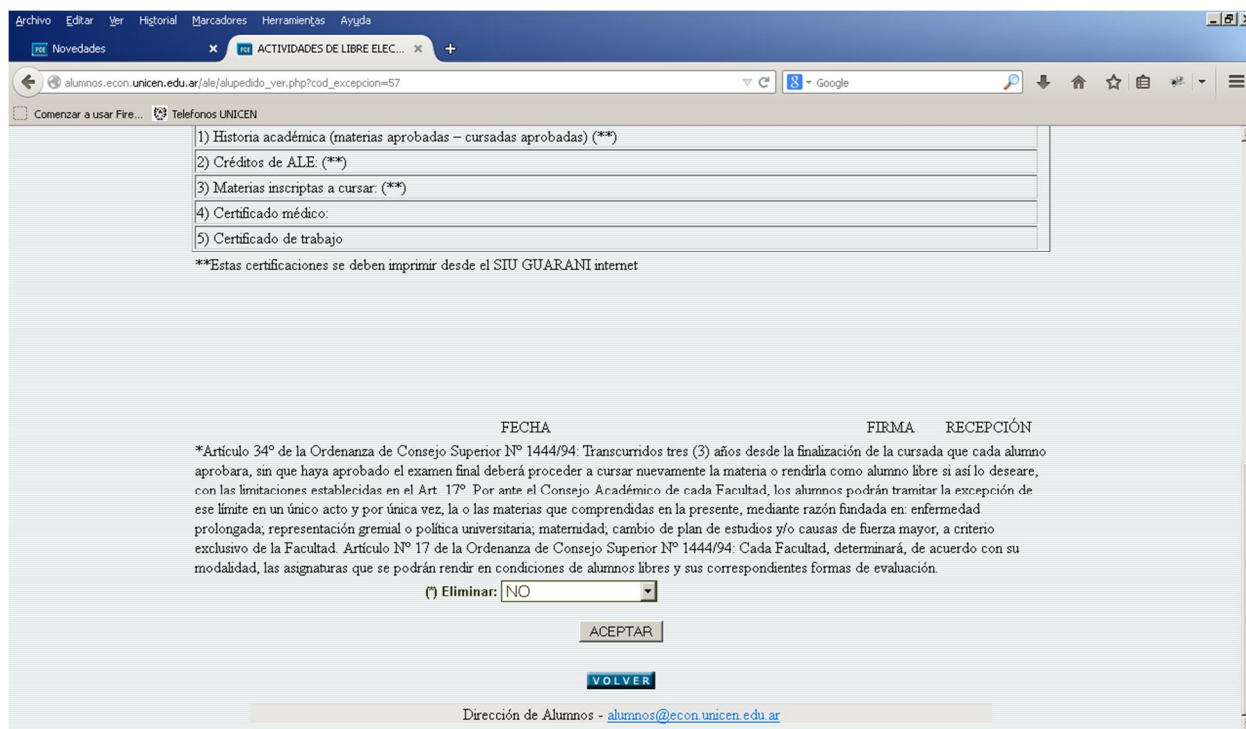 Archivo Editar Ver Historial Marcadores Herramientas Ayuda
FCE Novedades × FCE ACTIVIDADES DE LIBRE ELEC... × +
alumnos.econ.unicen.edu.ar/ale/alupedido_ver.php?cod_excepcion=57 8 Google
Comenzar a usar Fire... Telefonos UNICEN
1) Historia académica (materias aprobadas – cursadas aprobadas) (**)
2) Créditos de ALE: (**)
3) Materias inscriptas a cursar: (**)
4) Certificado médico:
5) Certificado de trabajo
**Estas certificaciones se deben imprimir desde el SIU GUARANI internet
FECHA FIRMA RECEPCIÓN
*Artículo 34º de la Ordenanza de Consejo Superior Nº 1444/94: Transcurridos tres (3) años desde la finalización de la cursada que cada alumno
aprobara, sin que haya aprobado el examen final deberá proceder a cursar nuevamente la materia o rendirla como alumno libre si así lo deseare,
con las limitaciones establecidas en el Art. 17º. Por ante el Consejo Académico de cada Facultad, los alumnos podrán tramitar la excepción de
ese límite en un único acto y por única vez, la o las materias que comprendidas en la presente, mediante razón fundada en: enfermedad
prolongada; representación gremial o política universitaria; maternidad; cambio de plan de estudios y/o causas de fuerza mayor, a criterio
exclusivo de la Facultad. Artículo Nº 17 de la Ordenanza de Consejo Superior Nº 1444/94: Cada Facultad, determinará, de acuerdo con su
modalidad, las asignaturas que se podrán rendir en condiciones de alumnos libres y sus correspondientes formas de evaluación.
(*) Eliminar: NO
ACEPTAR
VOLVER
Dirección de Alumnos - alumnos@econ.unicen.edu.ar